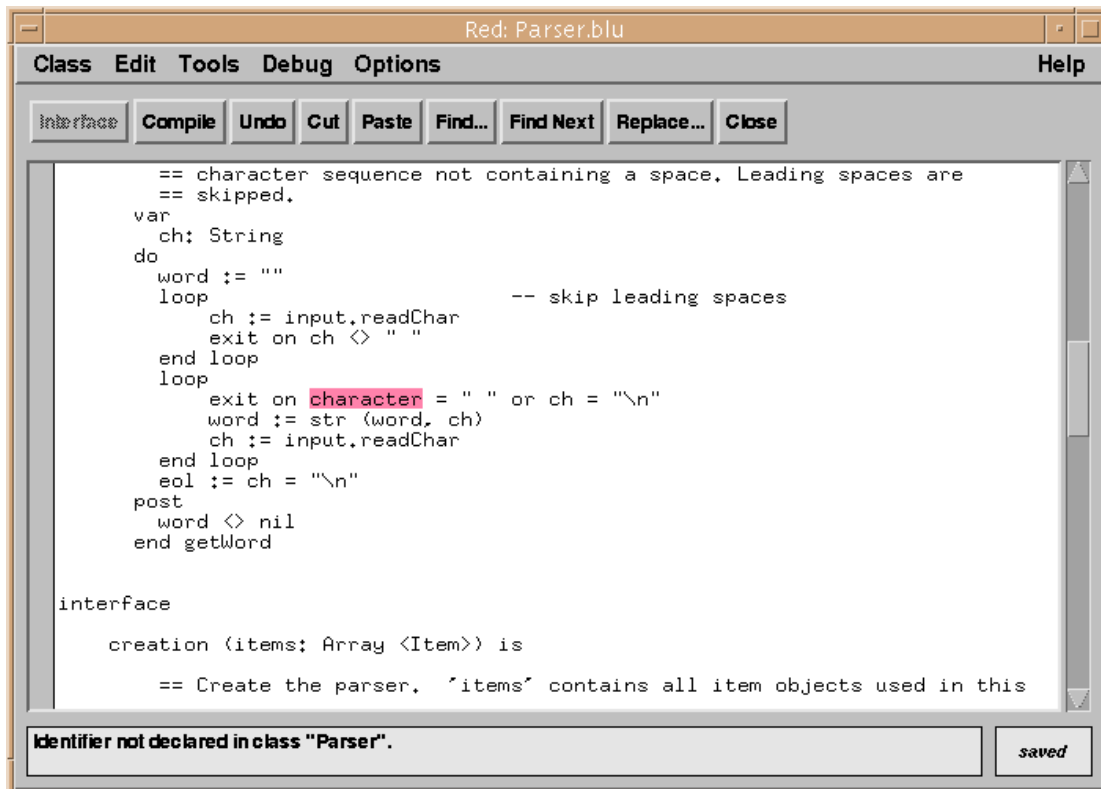 Red: Parser.blu
Class Edit Tools Debug Options Help
Interface Compile Undo Cut Paste Find... Find Next Replace... Close
== character sequence not containing a space. Leading spaces are
== skipped.
var
ch: String
do
word := ""
loop -- skip leading spaces
ch := input.readChar
exit on ch <> " "
end loop
loop
exit on character = " " or ch = "\n"
word := str (word, ch)
ch := input.readChar
end loop
eol := ch = "\n"
post
word <> nil
end getWord
interface
creation (items: Array <Item>) is
== Create the parser. ´items´ contains all item objects used in this
Identifier not declared in class "Parser".
saved